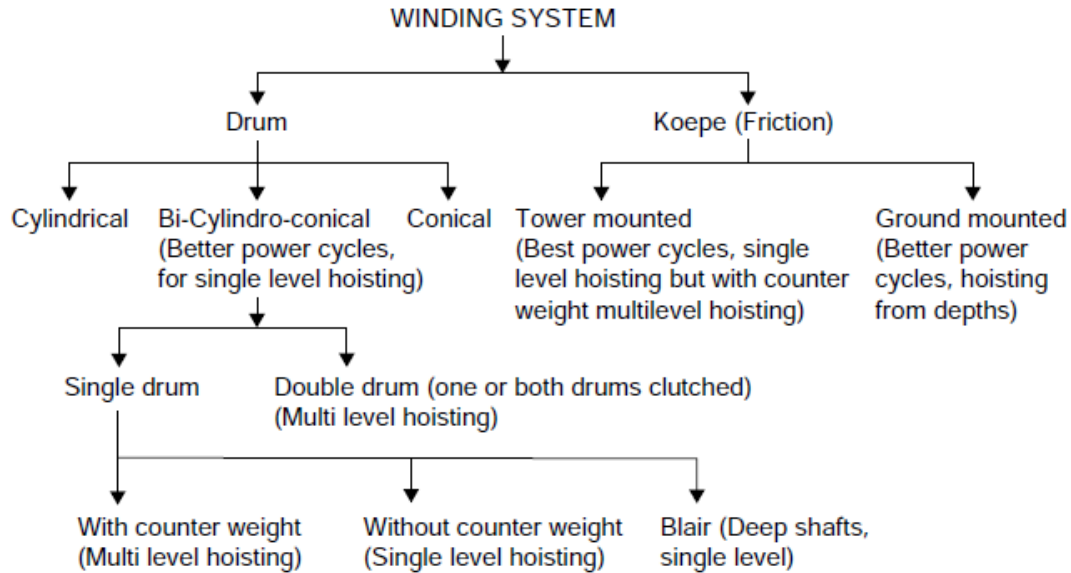 WINDING SYSTEM
Drum
Koepe (Friction)
Cylindrical
Bi-Cylindro-conical
(Better power cycles,
for single level hoisting)
Conical
Tower mounted
(Best power cycles, single
level hoisting but with counter
weight multilevel hoisting)
Ground mounted
(Better power
cycles, hoisting
from depths)
Single drum
Double drum (one or both drums clutched)
(Multi level hoisting)
With counter weight
(Multi level hoisting)
Without counter weight
(Single level hoisting)
Blair (Deep shafts,
single level)